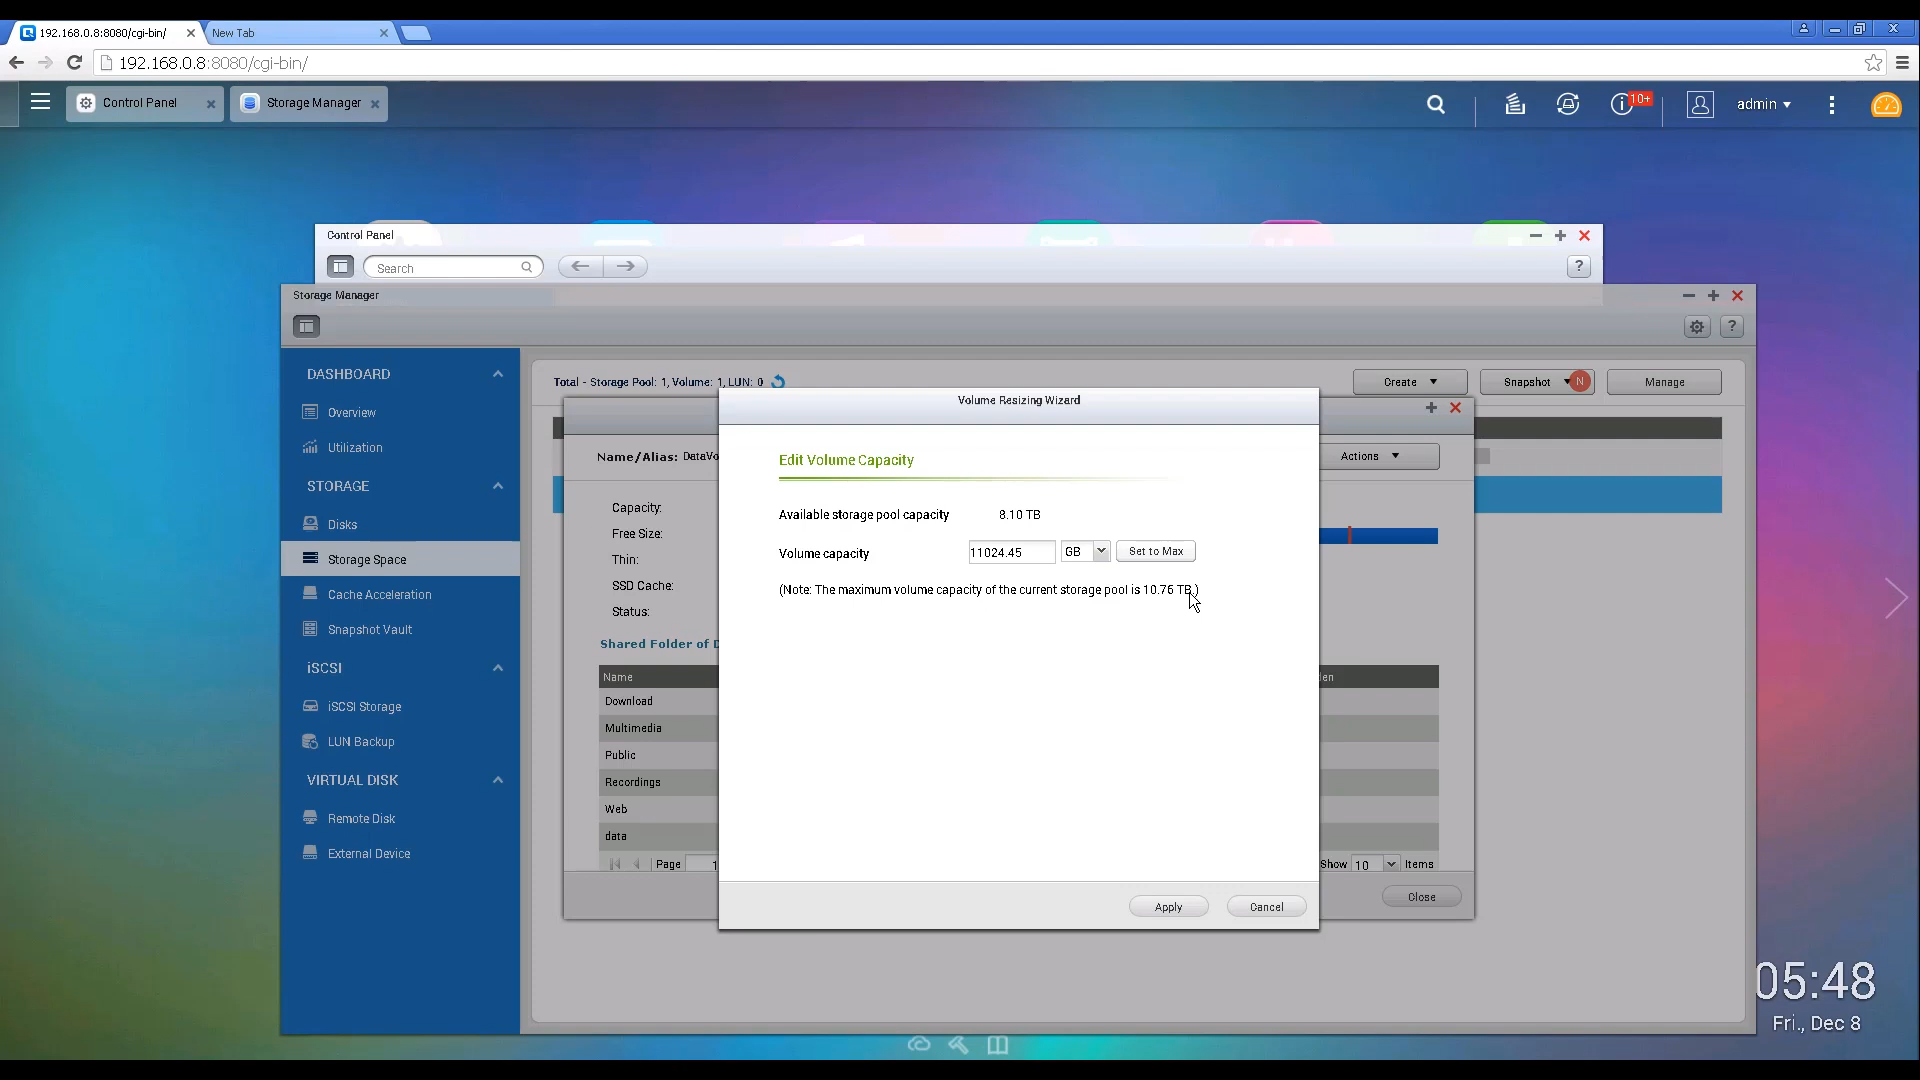 192.168.0.8:8080/cgi-bin/
New Tab
192.168.0.8:8080/cgi-bin/
Control Panel
Storage Manager
10+
admin
Control Panel
Search
?
Storage Manager
?
DASHBOARD
Overview
Utilization
STORAGE
Disks
Storage Space
Cache Acceleration
Snapshot Vault
iSCSI
iSCSI Storage
LUN Backup
VIRTUAL DISK
Remote Disk
External Device
Total - Storage Pool: 1, Volume: 1, LUN: 0
Create
Snapshot
N
Manage
Name/Alias: DataVo
Actions
Capacity:
Free Size:
Thin:
SSD Cache:
Status:
Shared Folder of D
Name
Download
Multimedia
Public
Recordings
Web
data
Page 1
Show 10 Items
Close
Volume Resizing Wizard
Edit Volume Capacity
Available storage pool capacity 8.10 TB
Volume capacity 11024.45 GB Set to Max
(Note: The maximum volume capacity of the current storage pool is 10.76 TB.)
Apply
Cancel
05:48
Fri., Dec 8